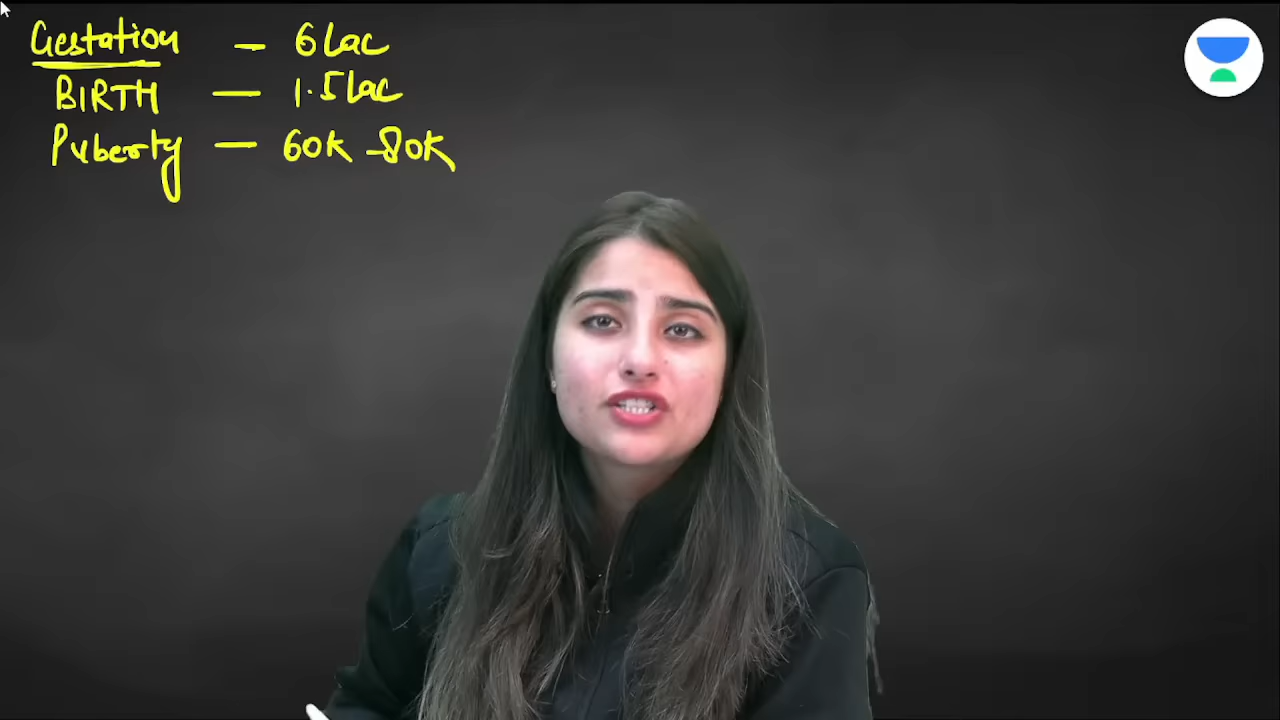 Gestation — 6 Lac
BIRTH — 1.5 lac
Puberty — 60K - 80K